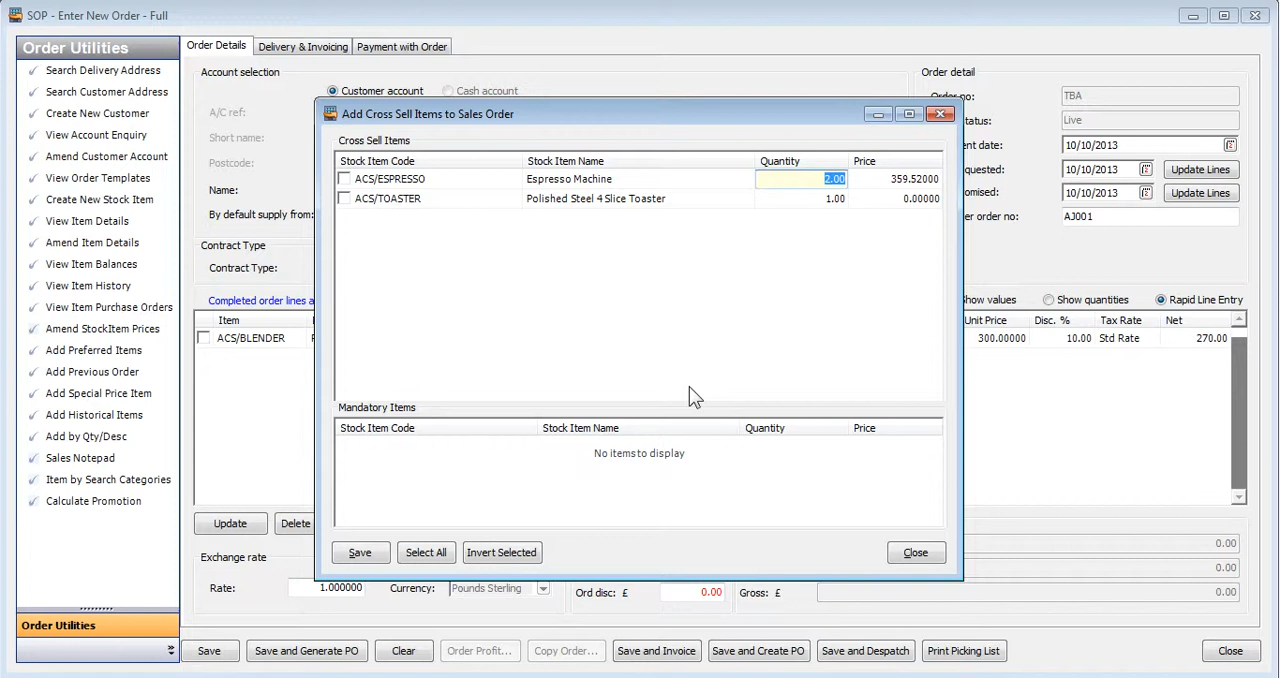 SOP - Enter New Order - Full
Order Utilities
Search Delivery Address
Search Customer Address
Create New Customer
View Account Enquiry
Amend Customer Account
View Order Templates
Create New Stock Item
View Item Details
Amend Item Details
View Item Balances
View Item History
View Item Purchase Orders
Amend StockItem Prices
Add Preferred Items
Add Previous Order
Add Special Price Item
Add Historical Items
Add by Qty/Desc
Sales Notepad
Item by Search Categories
Calculate Promotion
Order Utilities
Order Details Delivery & Invoicing Payment with Order
Account selection
Customer account Cash account
A/C ref:
Short name:
Postcode:
Name:
By default supply from:
Contract Type
Contract Type:
Completed order lines a
Item
ACS/BLENDER
Update Delete
Exchange rate
Rate: 1.000000 Currency: Pounds Sterling
Order detail
TBA
status: Live
ent date: 10/10/2013
equested: 10/10/2013 Update Lines
omised: 10/10/2013 Update Lines
er order no: AJ001
how values Show quantities Rapid Line Entry
Unit Price Disc. % Tax Rate Net
300.00000 10.00 Std Rate 270.00
0.00
0.00
Ord disc: £ 0.00 Gross: £ 0.00
Add Cross Sell Items to Sales Order
Cross Sell Items
Stock Item Code Stock Item Name Quantity Price
ACS/ESPRESSO Espresso Machine 2.00 359.52000
ACS/TOASTER Polished Steel 4 Slice Toaster 1.00 0.00000
Mandatory Items
Stock Item Code Stock Item Name Quantity Price
No items to display
Save Select All Invert Selected Close
Save Save and Generate PO Clear Order Profit... Copy Order... Save and Invoice Save and Create PO Save and Despatch Print Picking List Close